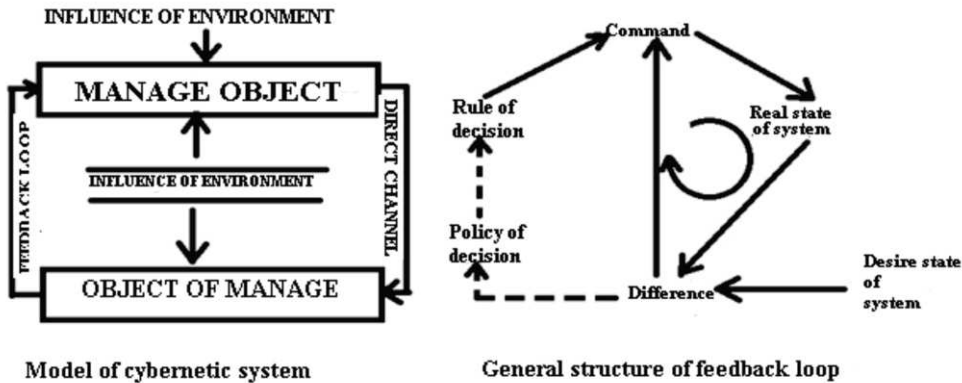 INFLUENCE OF ENVIRONMENT
MANAGE OBJECT
FEEDBACK LOOP
DIRECT CHANNEL
INFLUENCE OF ENVIRONMENT
OBJECT OF MANAGE
Model of cybernetic system
Command
Rule of
decision
Real state
of system
Policy of
decision
Difference
Desire state
of
system
General structure of feedback loop